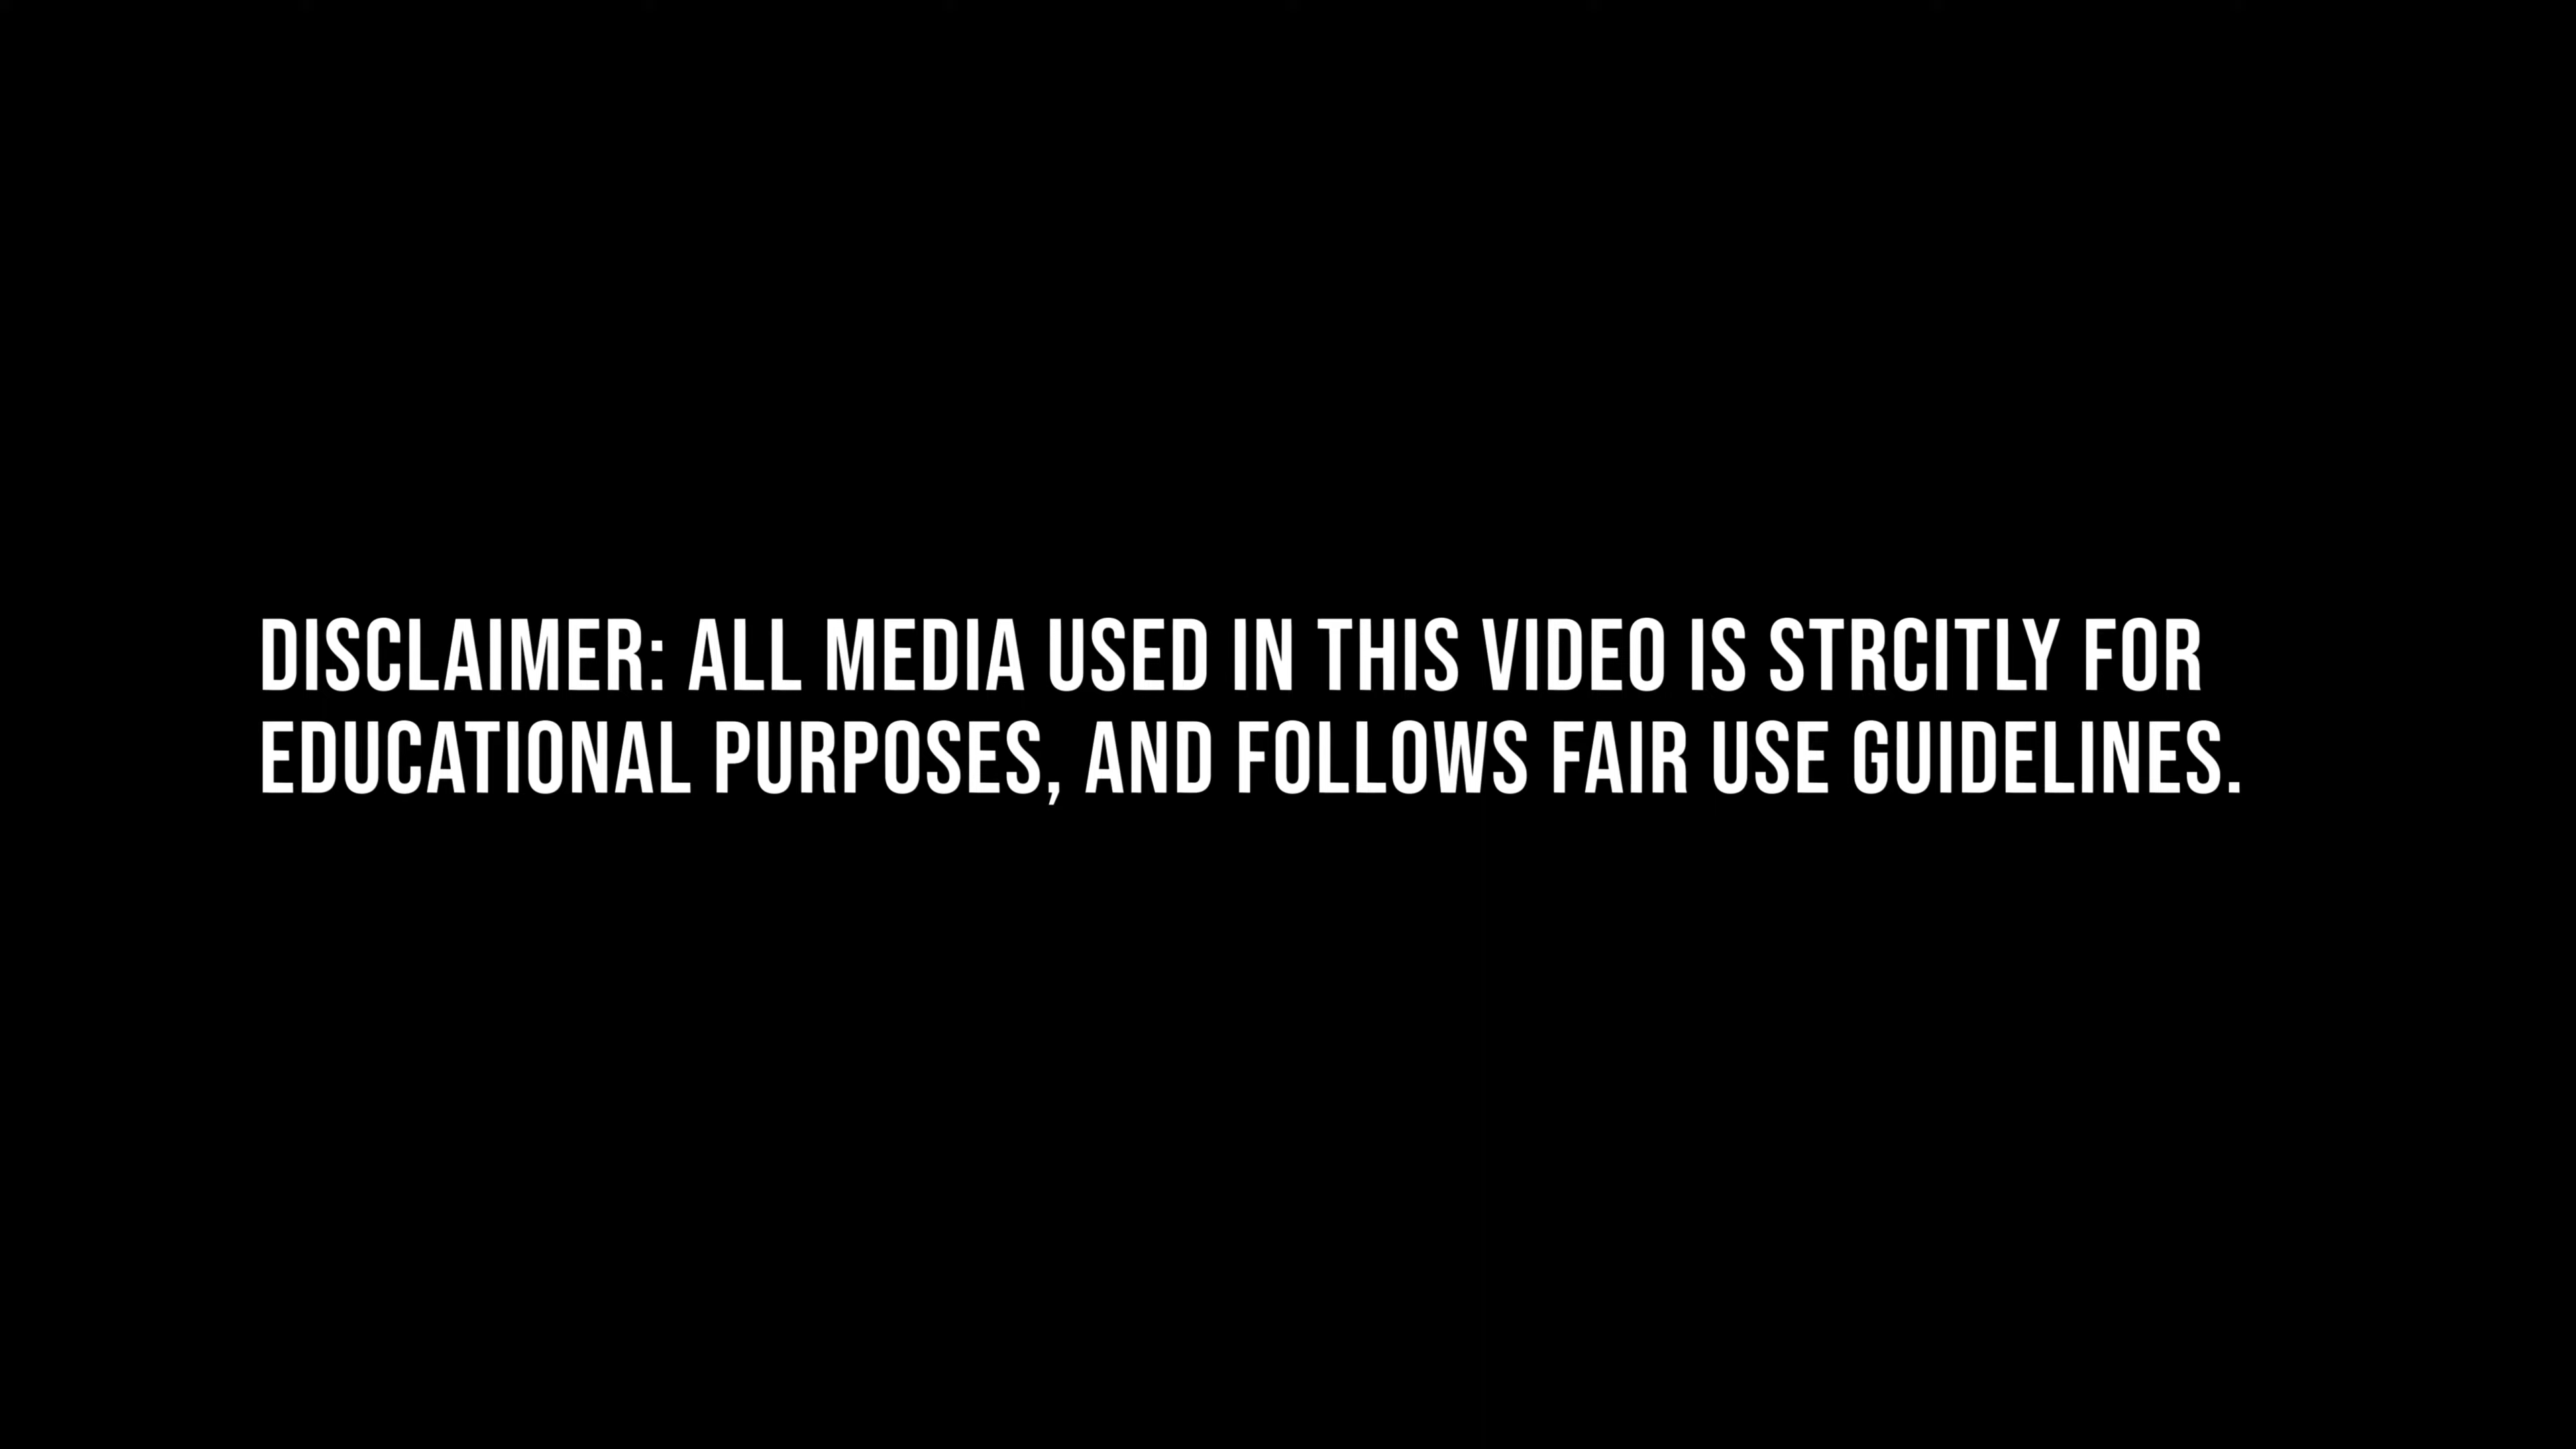 DISCLAIMER: ALL MEDIA USED IN THIS VIDEO IS STRCITLY FOR
EDUCATIONAL PURPOSES, AND FOLLOWS FAIR USE GUIDELINES.